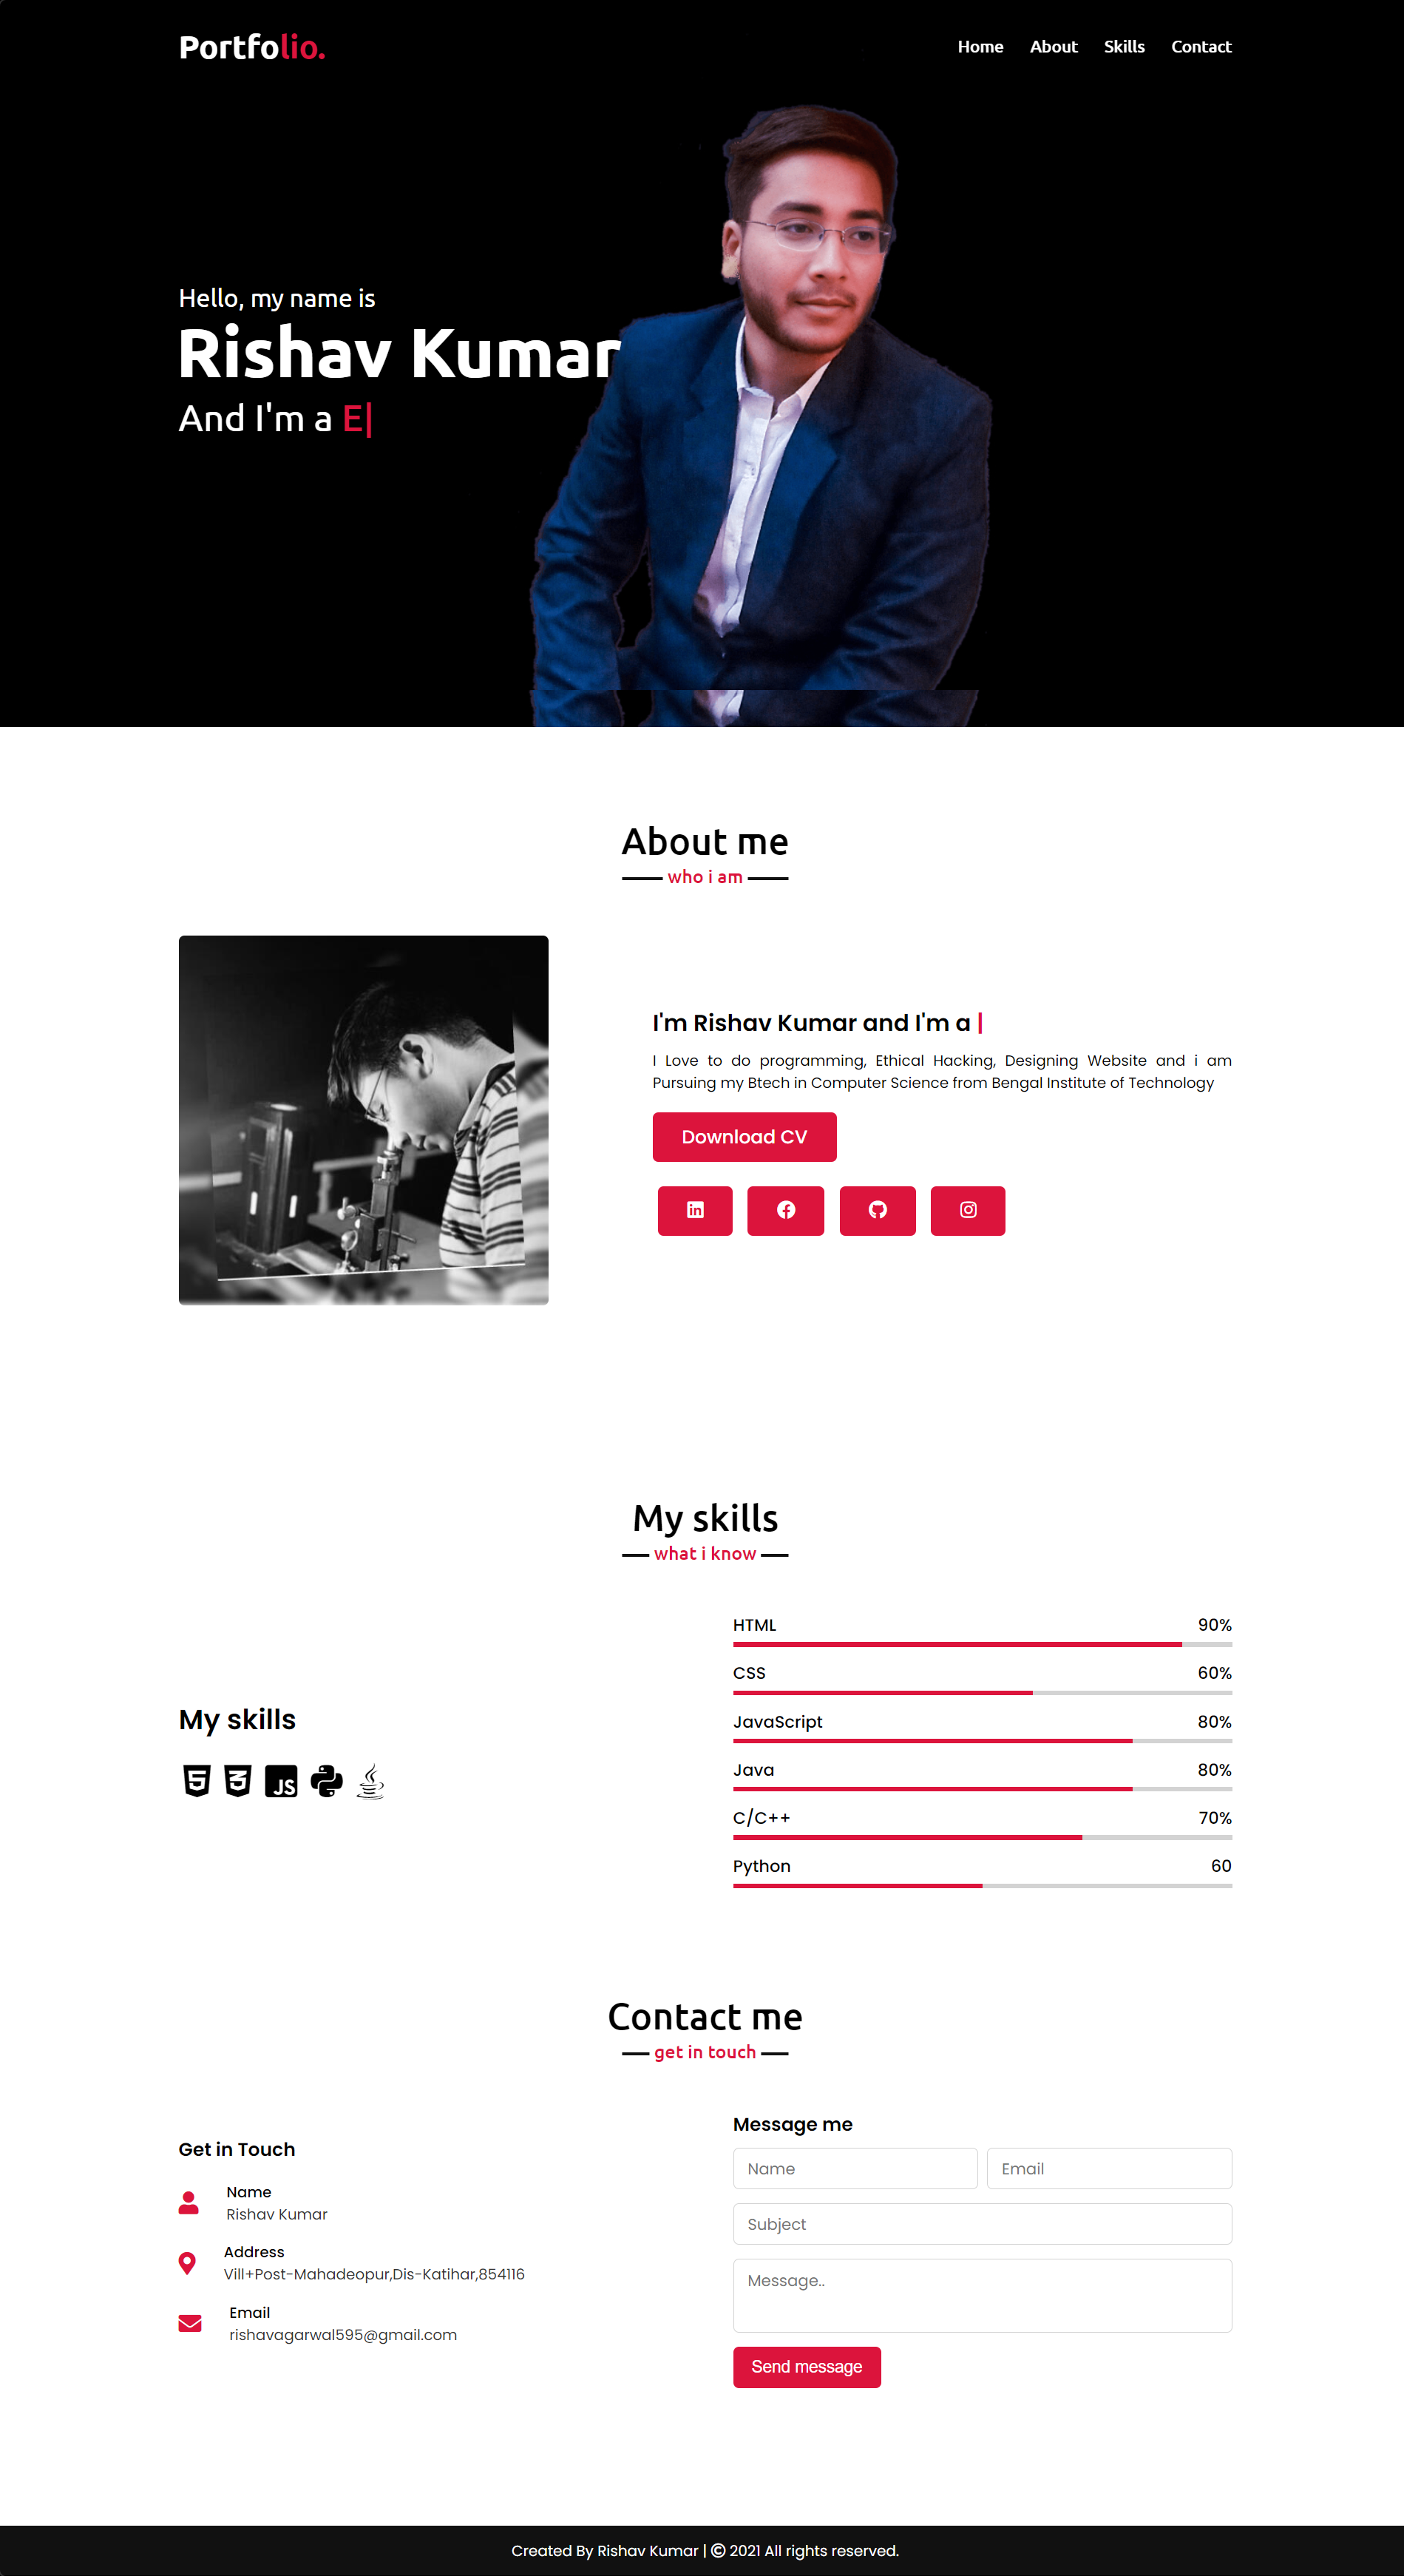 Portfolio.
Home About Skills Contact
Hello, my name is
Rishav Kumar
And I'm a E|
About me
who i am
I'm Rishav Kumar and I'm a |
I Love to do programming, Ethical Hacking, Designing Website and i am
Pursuing my Btech in Computer Science from Bengal Institute of Technology
Download CV
in
My skills
what i know
My skills
5 3 JS
HTML 90%
CSS 60%
JavaScript 80%
Java 80%
C/C++ 70%
Python 60
Contact me
get in touch
Get in Touch
Name
Rishav Kumar
Address
Vill+Post-Mahadeopur,Dis-Katihar,854116
Email
rishavagarwal595@gmail.com
Message me
Name Email
Subject
Message..
Send message
Created By Rishav Kumar | © 2021 All rights reserved.